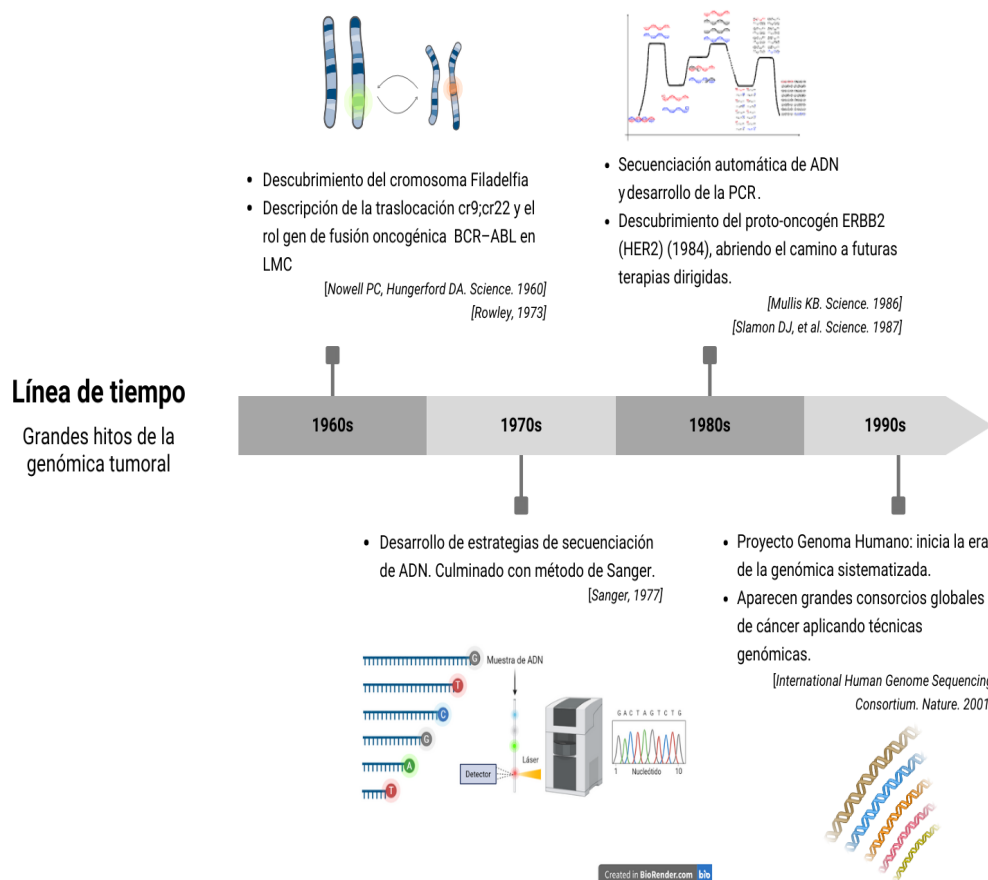 • Descubrimiento del cromosoma Filadelfia
• Descripción de la traslocación cr9;cr22 y el
rol gen de fusión oncogénica BCR–ABL en
LMC
[Nowell PC, Hungerford DA. Science. 1960]
[Rowley, 1973]
• Secuenciación automática de ADN
y desarrollo de la PCR.
• Descubrimiento del proto-oncogén ERBB2
(HER2) (1984), abriendo el camino a futuras
terapias dirigidas.
[Mullis KB. Science. 1986]
[Slamon DJ, et al. Science. 1987]
Línea de tiempo
Grandes hitos de la
genómica tumoral
1960s
1970s
1980s
1990s
• Desarrollo de estrategias de secuenciación
de ADN. Culminado con método de Sanger.
[Sanger, 1977]
• Proyecto Genoma Humano: inicia la era
de la genómica sistematizada.
• Aparecen grandes consorcios globales
de cáncer aplicando técnicas
genómicas.
[International Human Genome Sequencing
Consortium. Nature. 2001
G
T
C
G
A
T
Muestra de ADN
Detector
Láser
G A C T A G T C T G
1 Nucleótido 10
Created in BioRender.com bio